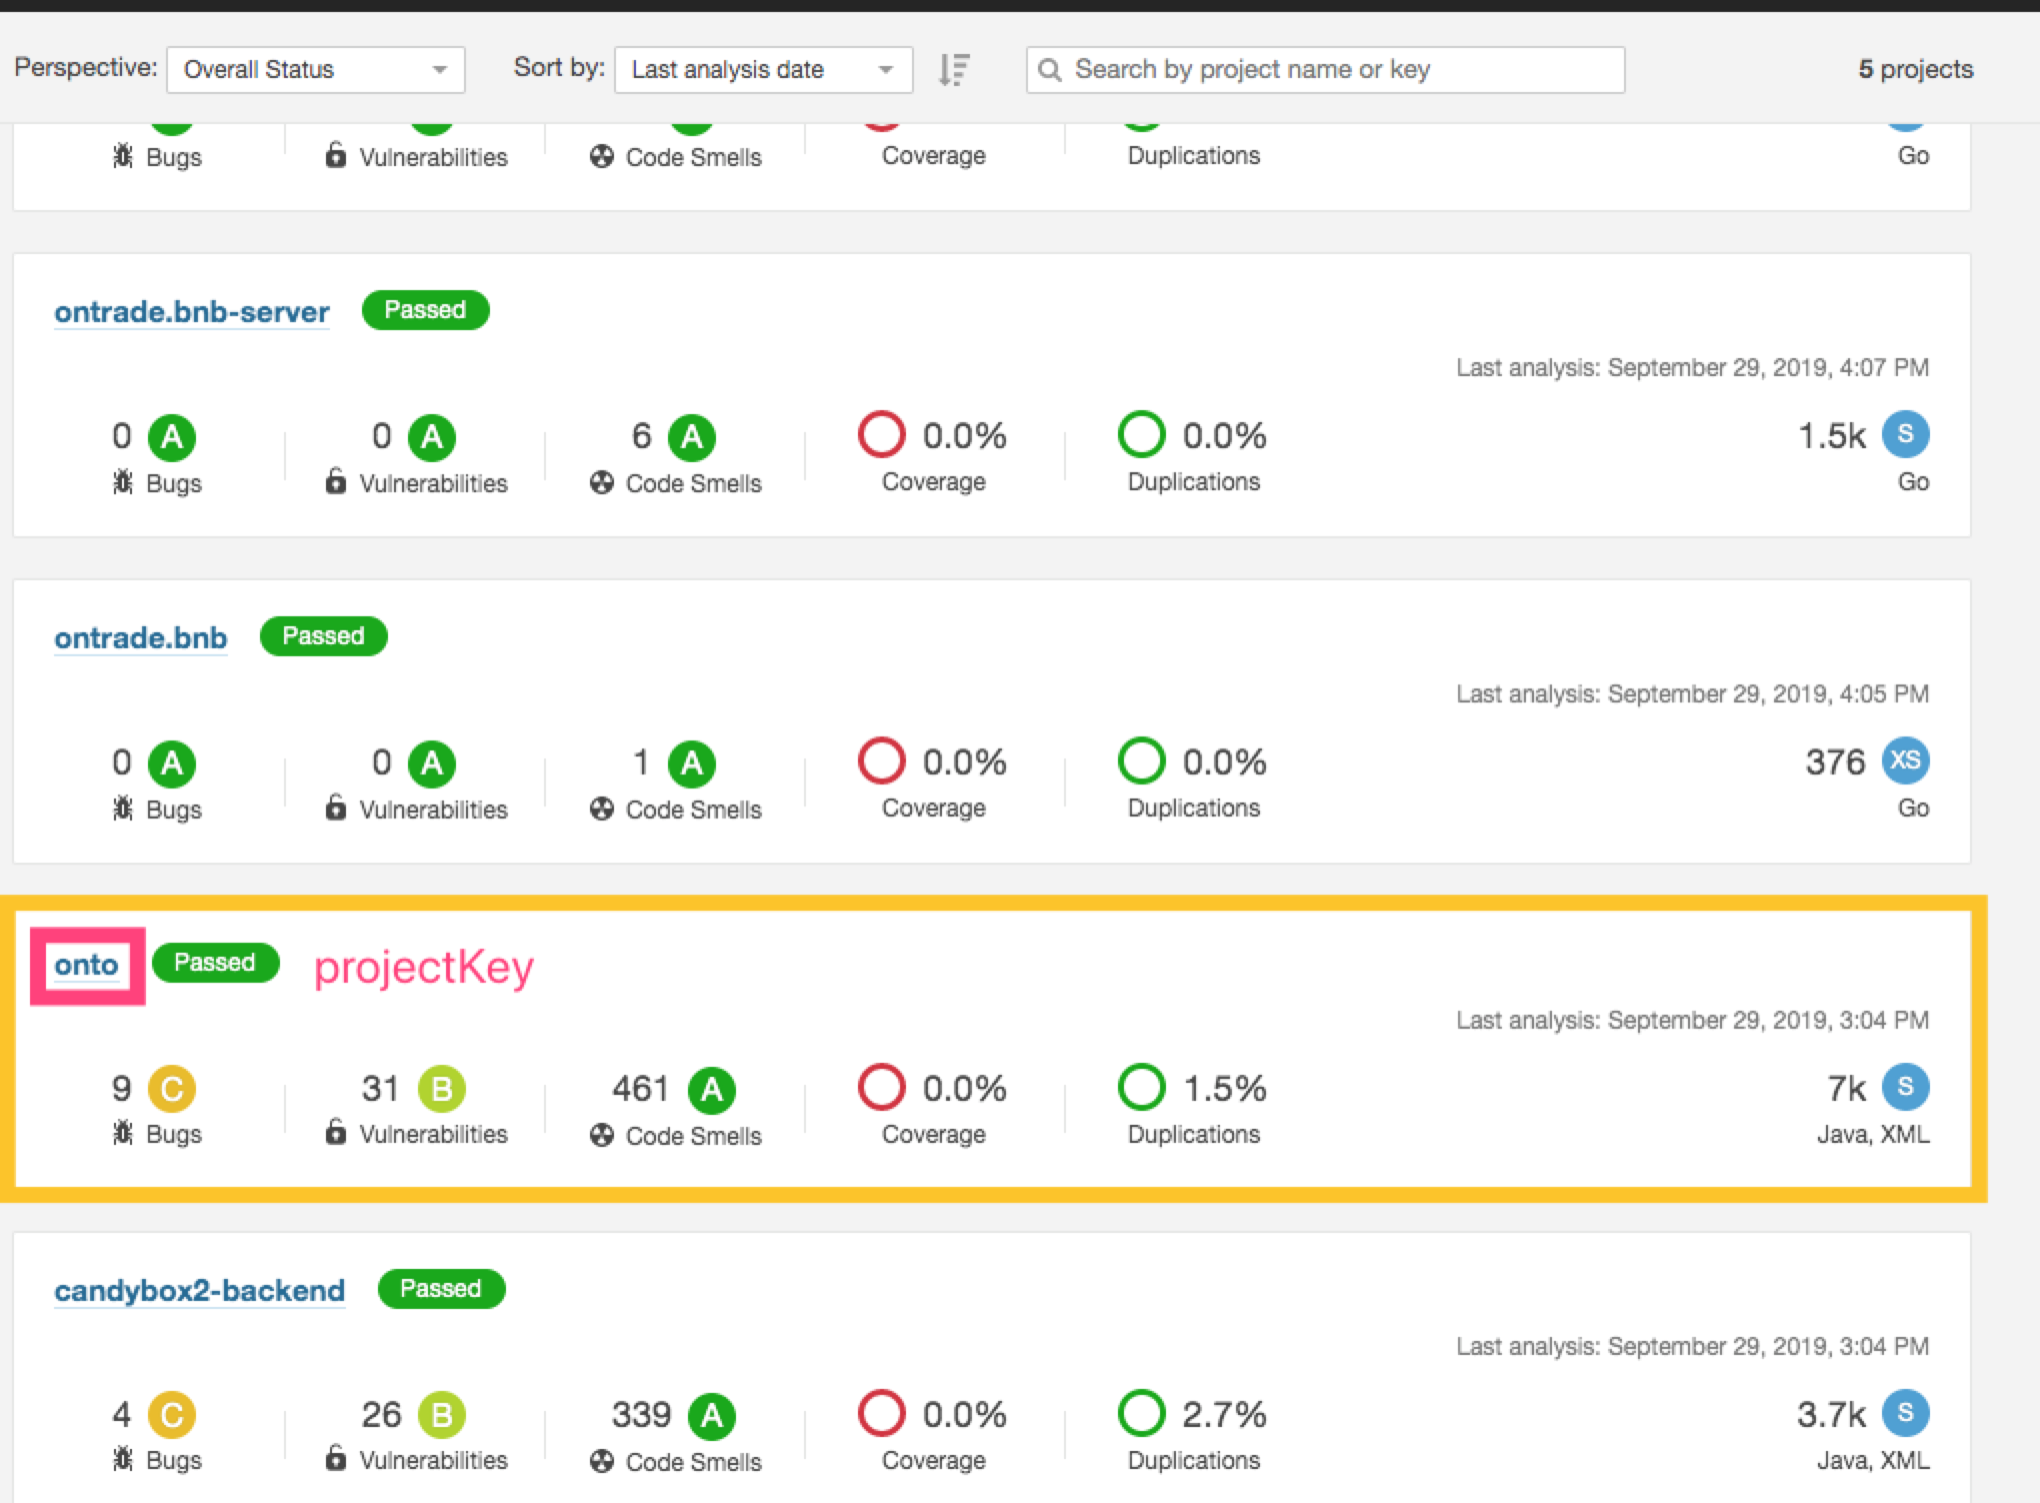 Perspective: Overall Status Sort by: Last analysis date Search by project name or key 5 projects
Bugs Vulnerabilities Code Smells Coverage Duplications Go
ontrade.bnb-server Passed
Last analysis: September 29, 2019, 4:07 PM
0 A 0 A 6 A 0.0% 0.0% 1.5k S
Bugs Vulnerabilities Code Smells Coverage Duplications Go
ontrade.bnb Passed
Last analysis: September 29, 2019, 4:05 PM
0 A 0 A 1 A 0.0% 0.0% 376 XS
Bugs Vulnerabilities Code Smells Coverage Duplications Go
onto Passed projectKey
Last analysis: September 29, 2019, 3:04 PM
9 C 31 B 461 A 0.0% 1.5% 7k S
Bugs Vulnerabilities Code Smells Coverage Duplications Java, XML
candybox2-backend Passed
Last analysis: September 29, 2019, 3:04 PM
4 C 26 B 339 A 0.0% 2.7% 3.7k S
Bugs Vulnerabilities Code Smells Coverage Duplications Java, XML